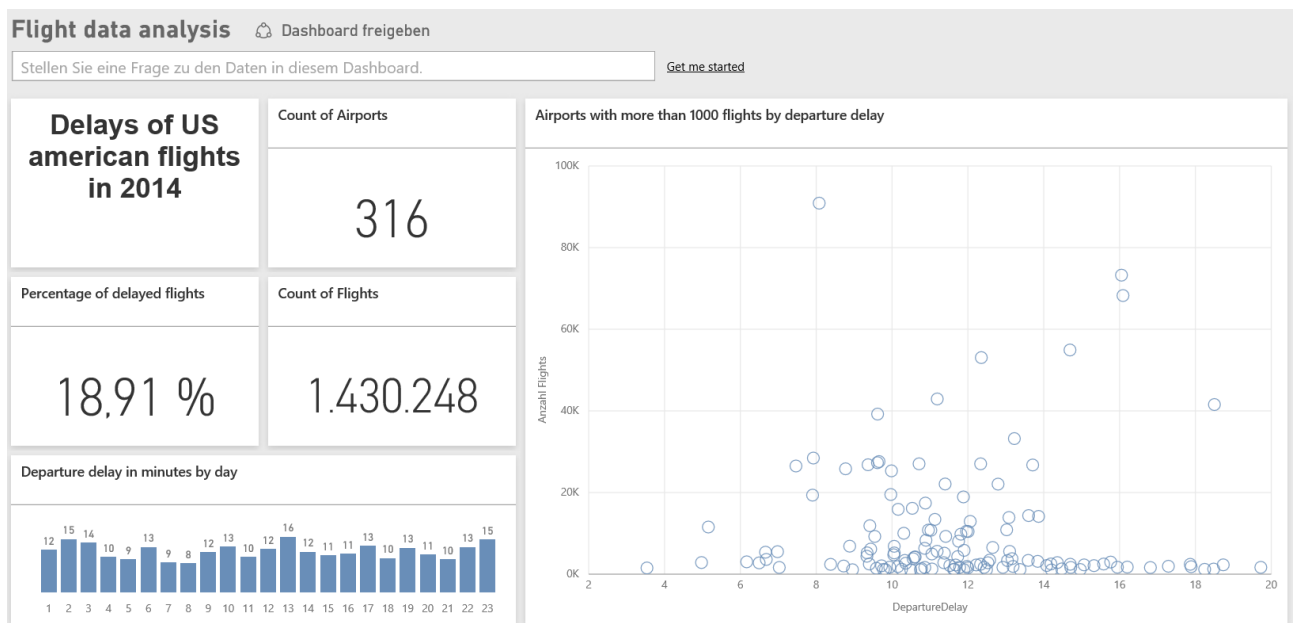 Flight data analysis
Dashboard freigeben
Stellen Sie eine Frage zu den Daten in diesem Dashboard.
Get me started
Delays of US
american flights
in 2014
Count of Airports
316
Percentage of delayed flights
18,91 %
Count of Flights
1.430.248
Departure delay in minutes by day
12 15 14 10 9 13 9 8 12 13 10 12 16 12 11 11 13 10 13 11 10 13 15
1 2 3 4 5 6 7 8 9 10 11 12 13 14 15 16 17 18 19 20 21 22 23
Airports with more than 1000 flights by departure delay
100K
80K
60K
40K
20K
0K
Anzahl Flights
2 4 6 8 10 12 14 16 18 20
DepartureDelay